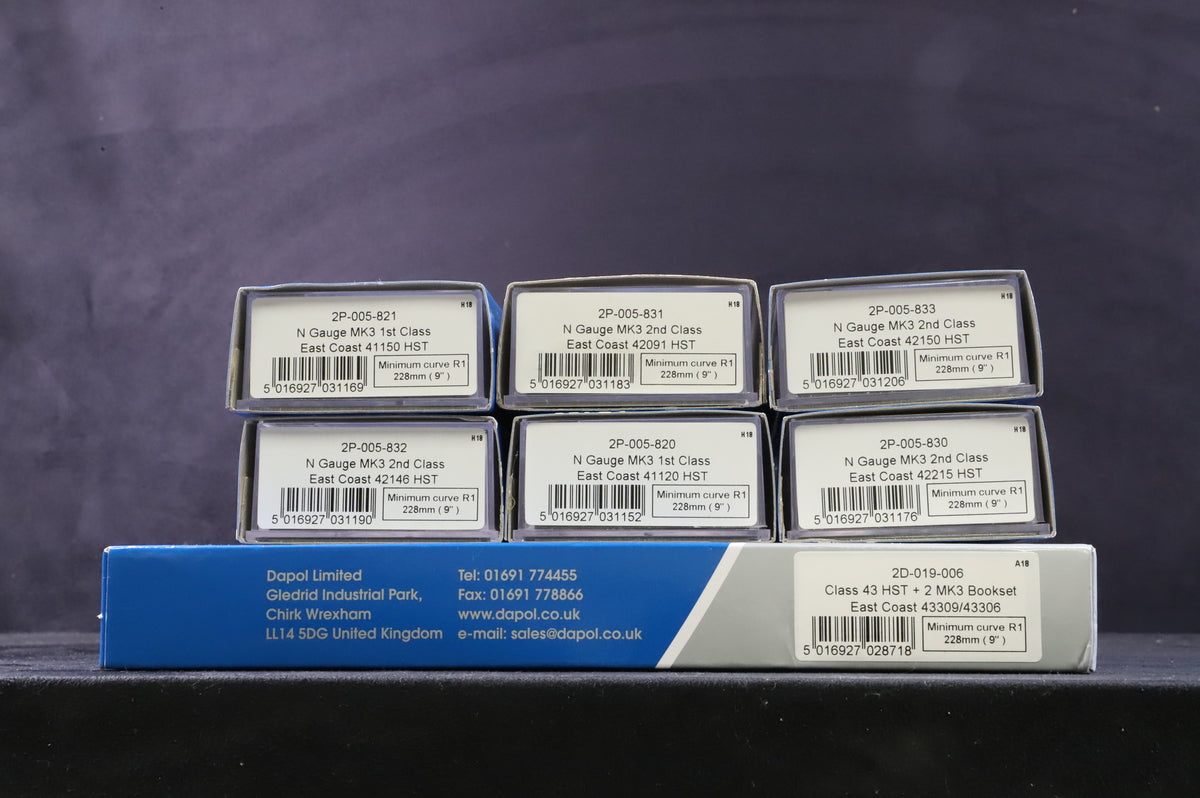 2P-005-821
H18
N Gauge MK3 1st Class
East Coast 41150 HST
Minimum curve R1
228mm ( 9" )
5 016927 031169
2P-005-831
H18
N Gauge MK3 2nd Class
East Coast 42091 HST
Minimum curve R1
228mm ( 9" )
5 016927 031183
2P-005-833
H18
N Gauge MK3 2nd Class
East Coast 42150 HST
Minimum curve R1
228mm ( 9" )
5 016927 031206
2P-005-832
H18
N Gauge MK3 2nd Class
East Coast 42146 HST
Minimum curve R1
228mm ( 9" )
5 016927 031190
2P-005-820
H18
N Gauge MK3 1st Class
East Coast 41120 HST
Minimum curve R1
228mm ( 9" )
5 016927 031152
2P-005-830
H18
N Gauge MK3 2nd Class
East Coast 42215 HST
Minimum curve R1
228mm ( 9" )
5 016927 031176
Dapol Limited
Gledrid Industrial Park,
Chirk Wrexham
LL14 5DG United Kingdom
Tel: 01691 774455
Fax: 01691 778866
www.dapol.co.uk
e-mail: sales@dapol.co.uk
2D-019-006
A18
Class 43 HST + 2 MK3 Bookset
East Coast 43309/43306
Minimum curve R1
228mm ( 9" )
5 016927 028718